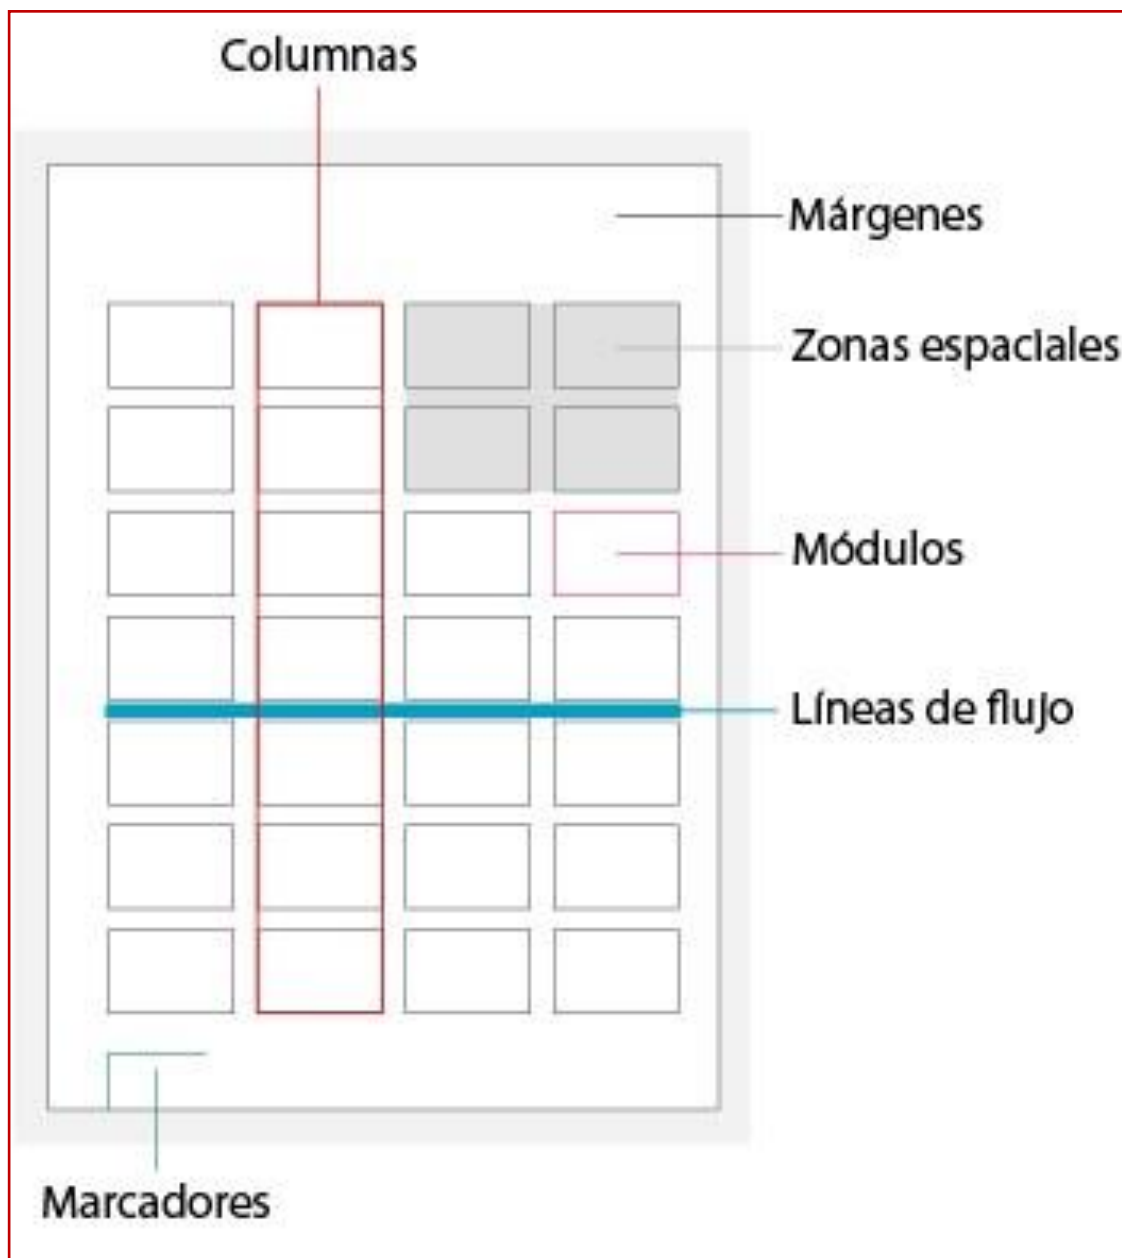 Columnas
Márgenes
Zonas espaciales
Módulos
Líneas de flujo
Marcadores